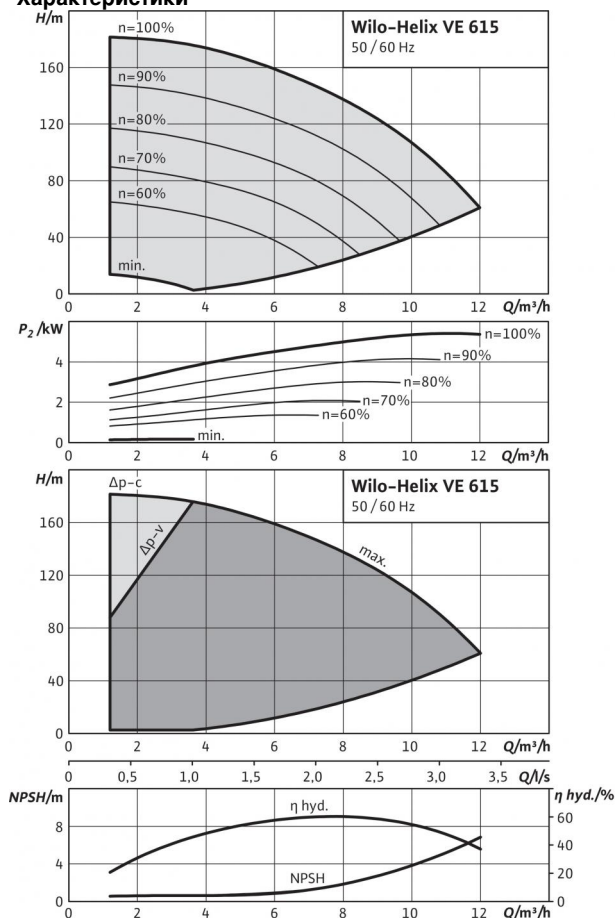 Характеристики
H/m
n=100%
Wilo-Helix VE 615
50 / 60 Hz
160
n=90%
120
n=80%
80
n=70%
n=60%
40
min.
0
0 2 4 6 8 10 12 Q/m³/h
P₂/kW
n=100%
4
n=90%
n=80%
2
n=70%
n=60%
min.
0
0 2 4 6 8 10 12 Q/m³/h
H/m
Δp-c
Wilo-Helix VE 615
50 / 60 Hz
160
Δp-v
max.
120
80
40
0
0 2 4 6 8 10 12 Q/m³/h
0 0,5 1,0 1,5 2,0 2,5 3,0 3,5 Q/l/s
NPSH/m
η hyd./%
η hyd.
8
60
40
4
NPSH
20
0
0
0 2 4 6 8 10 12 Q/m³/h